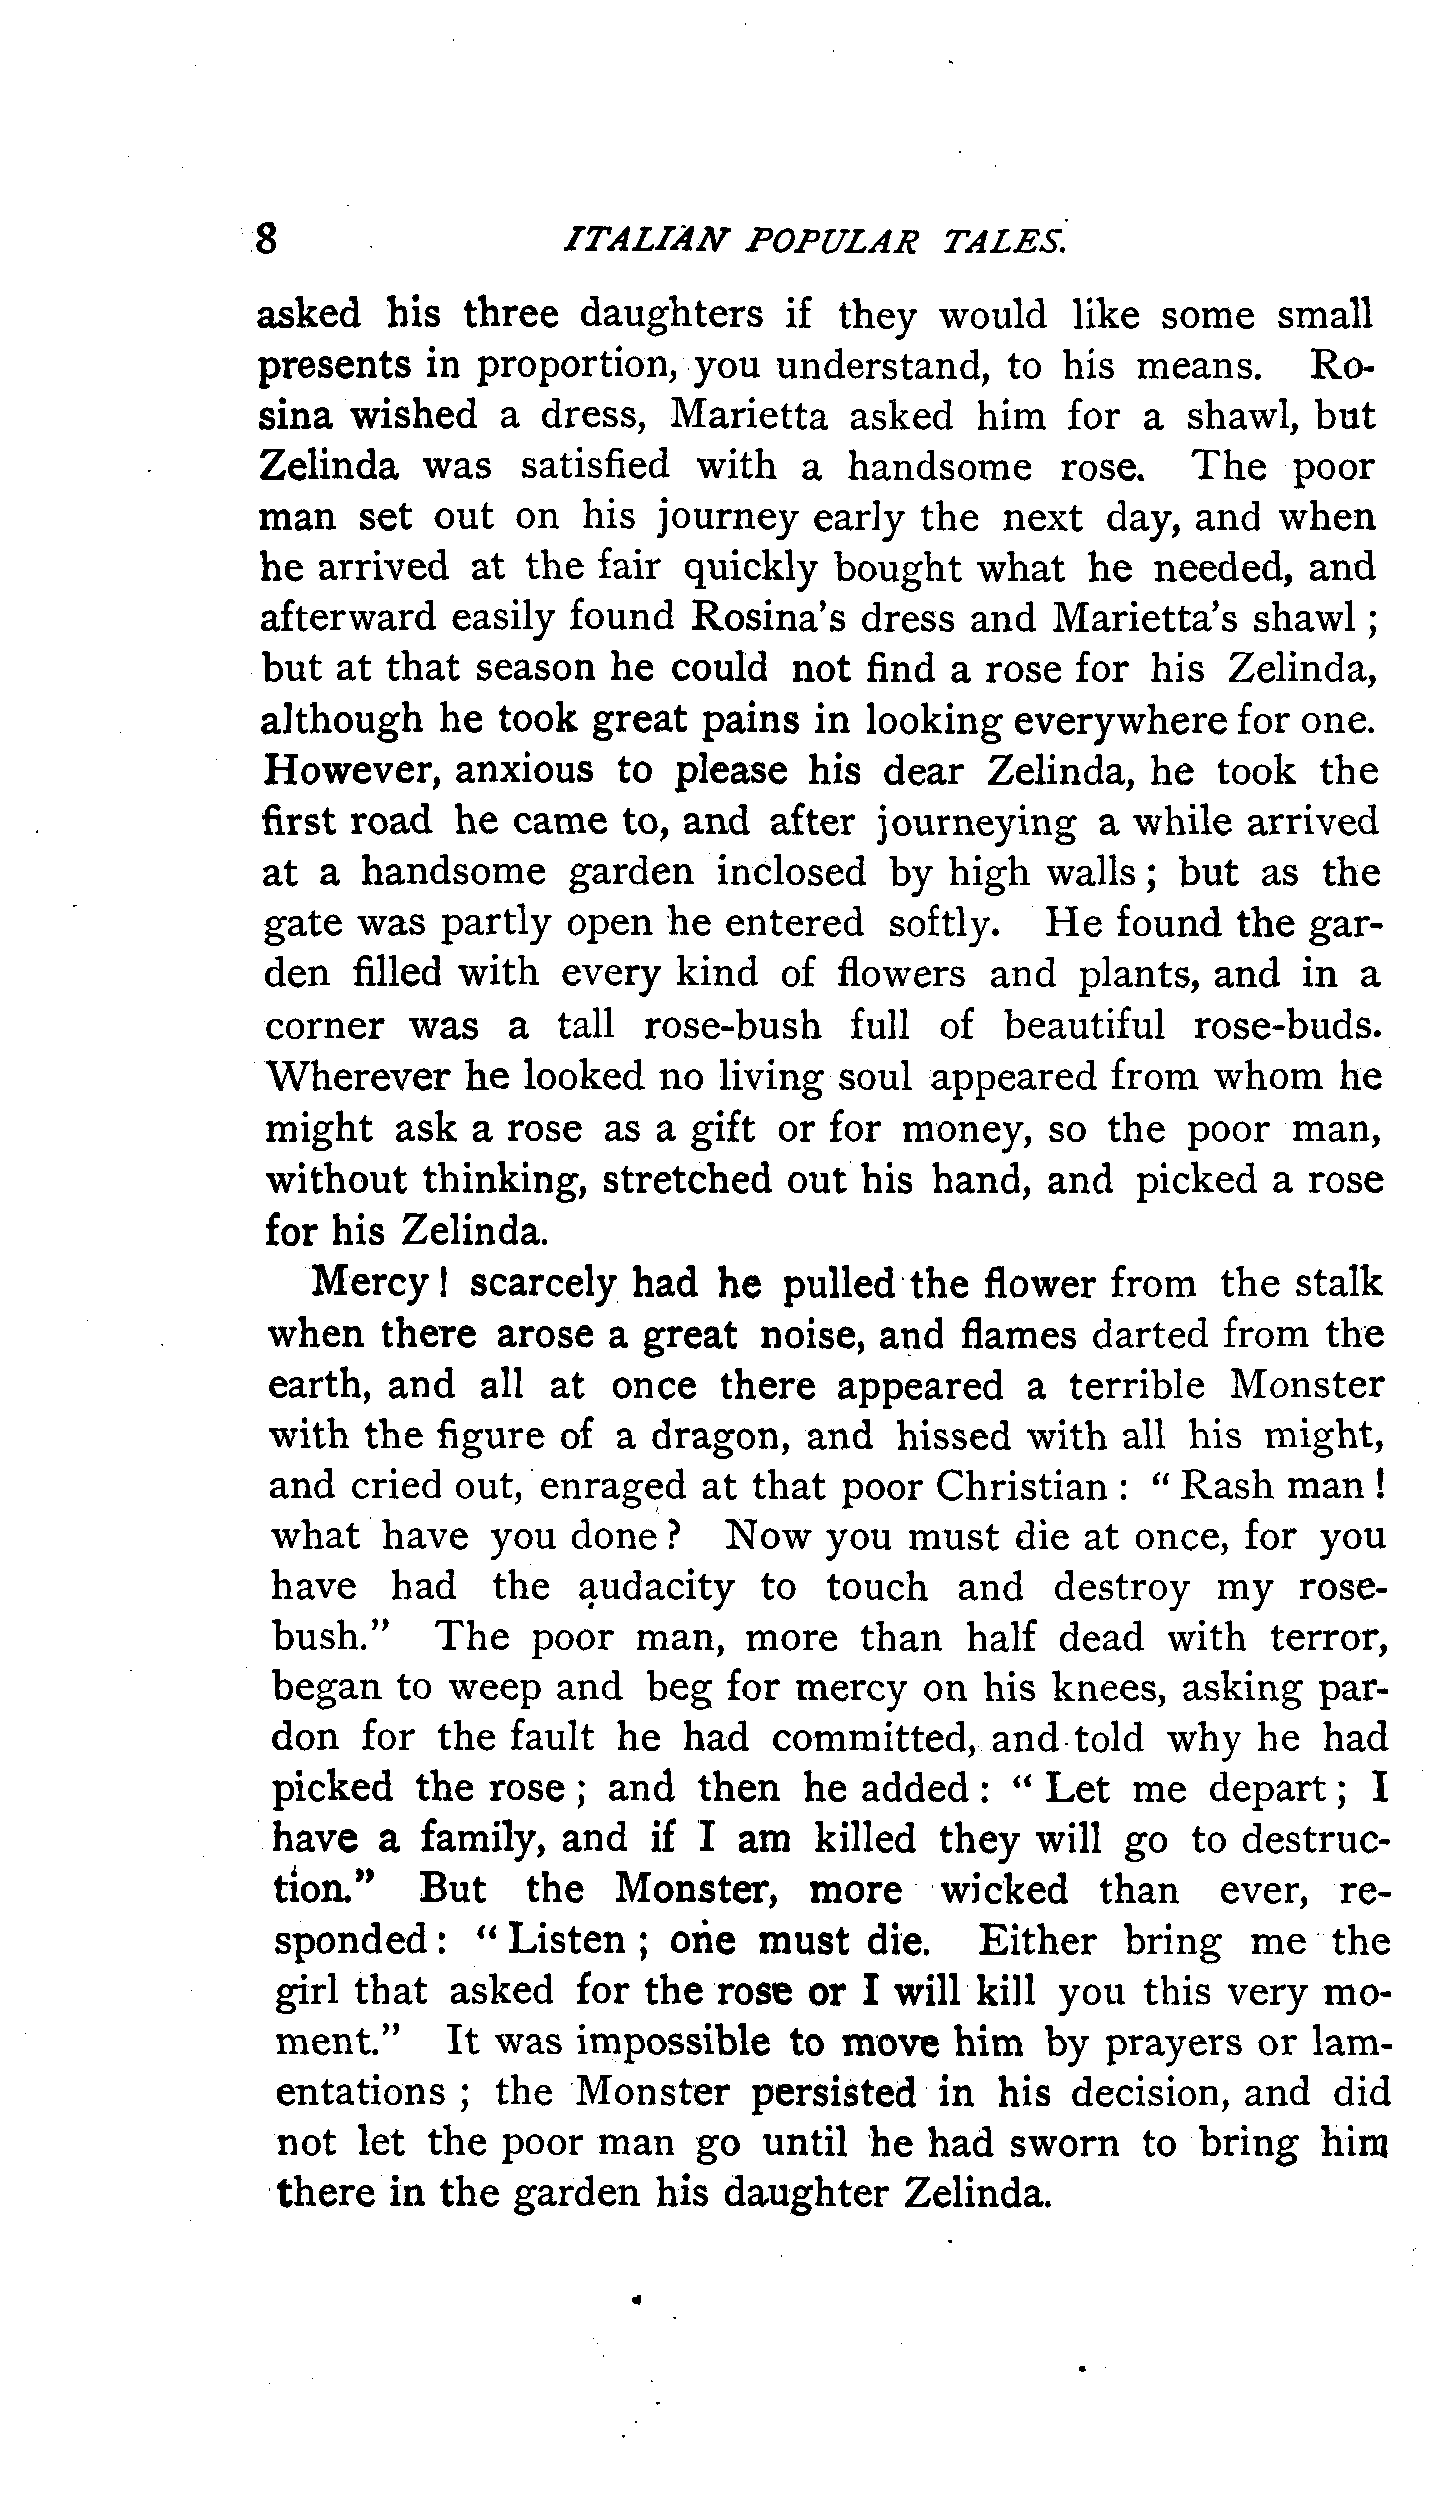 8 ITALIAN POPULAR TALES.
asked his three daughters if they would like some small
presents in proportion, you understand, to his means. Ro-
sina wished a dress, Marietta asked him for a shawl, but
Zelinda was satisfied with a handsome rose. The poor
man set out on his journey early the next day, and when
he arrived at the fair quickly bought what he needed, and
afterward easily found Rosina's dress and Marietta's shawl ;
but at that season he could not find a rose for his Zelinda,
although he took great pains in looking everywhere for one.
However, anxious to please his dear Zelinda, he took the
first road he came to, and after journeying a while arrived
at a handsome garden inclosed by high walls ; but as the
gate was partly open he entered softly. He found the gar-
den filled with every kind of flowers and plants, and in a
corner was a tall rose-bush full of beautiful rose-buds.
Wherever he looked no living soul appeared from whom he
might ask a rose as a gift or for money, so the poor man,
without thinking, stretched out his hand, and picked a rose
for his Zelinda.
Mercy ! scarcely had he pulled the flower from the stalk
when there arose a great noise, and flames darted from the
earth, and all at once there appeared a terrible Monster
with the figure of a dragon, and hissed with all his might,
and cried out, enraged at that poor Christian : " Rash man !
what have you done ? Now you must die at once, for you
have had the audacity to touch and destroy my rose-
bush." The poor man, more than half dead with terror,
began to weep and beg for mercy on his knees, asking par-
don for the fault he had committed, and told why he had
picked the rose ; and then he added : " Let me depart ; I
have a family, and if I am killed they will go to destruc-
tion." But the Monster, more wicked than ever, re-
sponded : " Listen ; one must die. Either bring me the
girl that asked for the rose or I will kill you this very mo-
ment." It was impossible to move him by prayers or lam-
entations ; the Monster persisted in his decision, and did
not let the poor man go until he had sworn to bring him
there in the garden his daughter Zelinda.